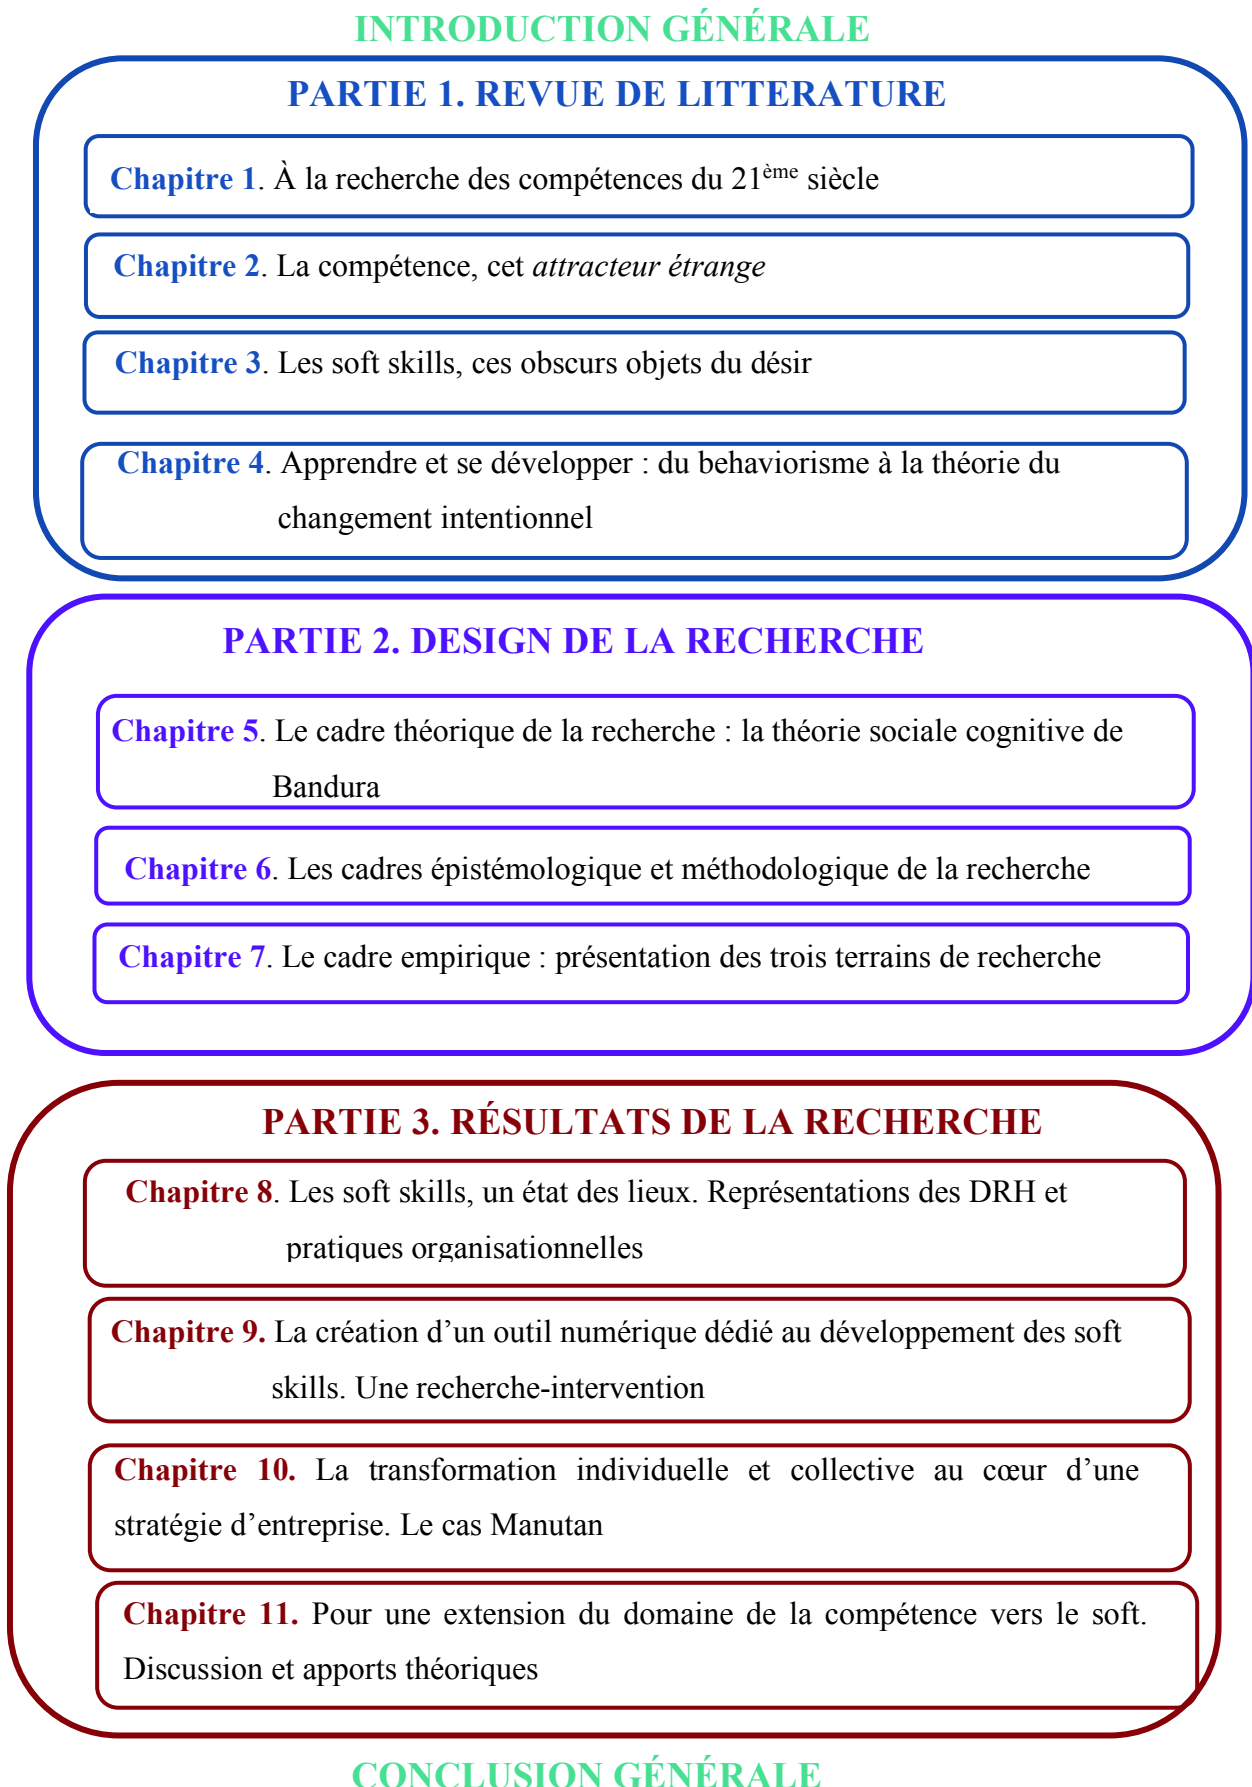 INTRODUCTION GÉNÉRALE
PARTIE 1. REVUE DE LITTERATURE
Chapitre 1. À la recherche des compétences du 21ème siècle
Chapitre 2. La compétence, cet attracteur étrange
Chapitre 3. Les soft skills, ces obscurs objets du désir
Chapitre 4. Apprendre et se développer : du behaviorisme à la théorie du
changement intentionnel
PARTIE 2. DESIGN DE LA RECHERCHE
Chapitre 5. Le cadre théorique de la recherche : la théorie sociale cognitive de
Bandura
Chapitre 6. Les cadres épistémologique et méthodologique de la recherche
Chapitre 7. Le cadre empirique : présentation des trois terrains de recherche
PARTIE 3. RÉSULTATS DE LA RECHERCHE
Chapitre 8. Les soft skills, un état des lieux. Représentations des DRH et
pratiques organisationnelles
Chapitre 9. La création d’un outil numérique dédié au développement des soft
skills. Une recherche-intervention
Chapitre 10. La transformation individuelle et collective au cœur d’une
stratégie d’entreprise. Le cas Manutan
Chapitre 11. Pour une extension du domaine de la compétence vers le soft.
Discussion et apports théoriques
CONCLUSION GÉNÉRALE